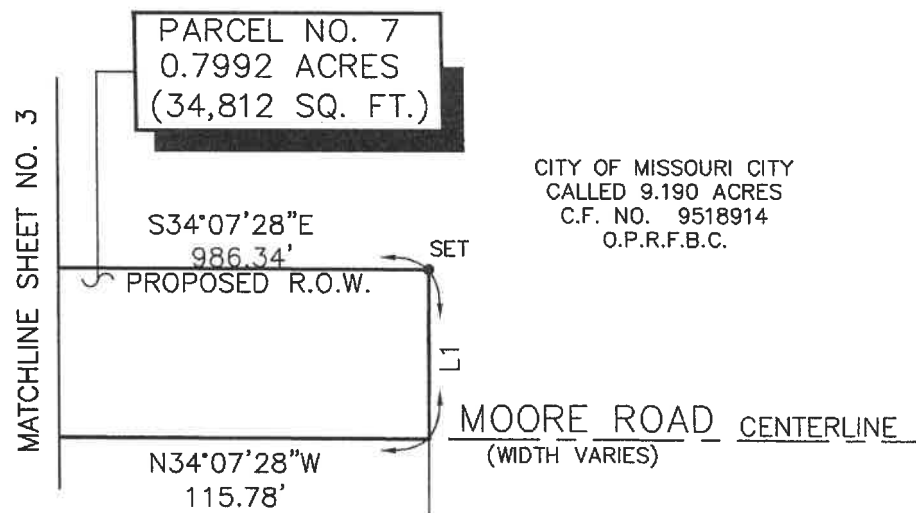 PARCEL NO. 7
0.7992 ACRES
(34,812 SQ. FT.)
MATCHLINE SHEET NO. 3
CITY OF MISSOURI CITY
CALLED 9.190 ACRES
C.F. NO. 9518914
O.P.R.F.B.C.
S34°07'28"E
986.34'
SET
PROPOSED R.O.W.
L1
MOORE ROAD CENTERLINE
(WIDTH VARIES)
N34°07'28"W
115.78'